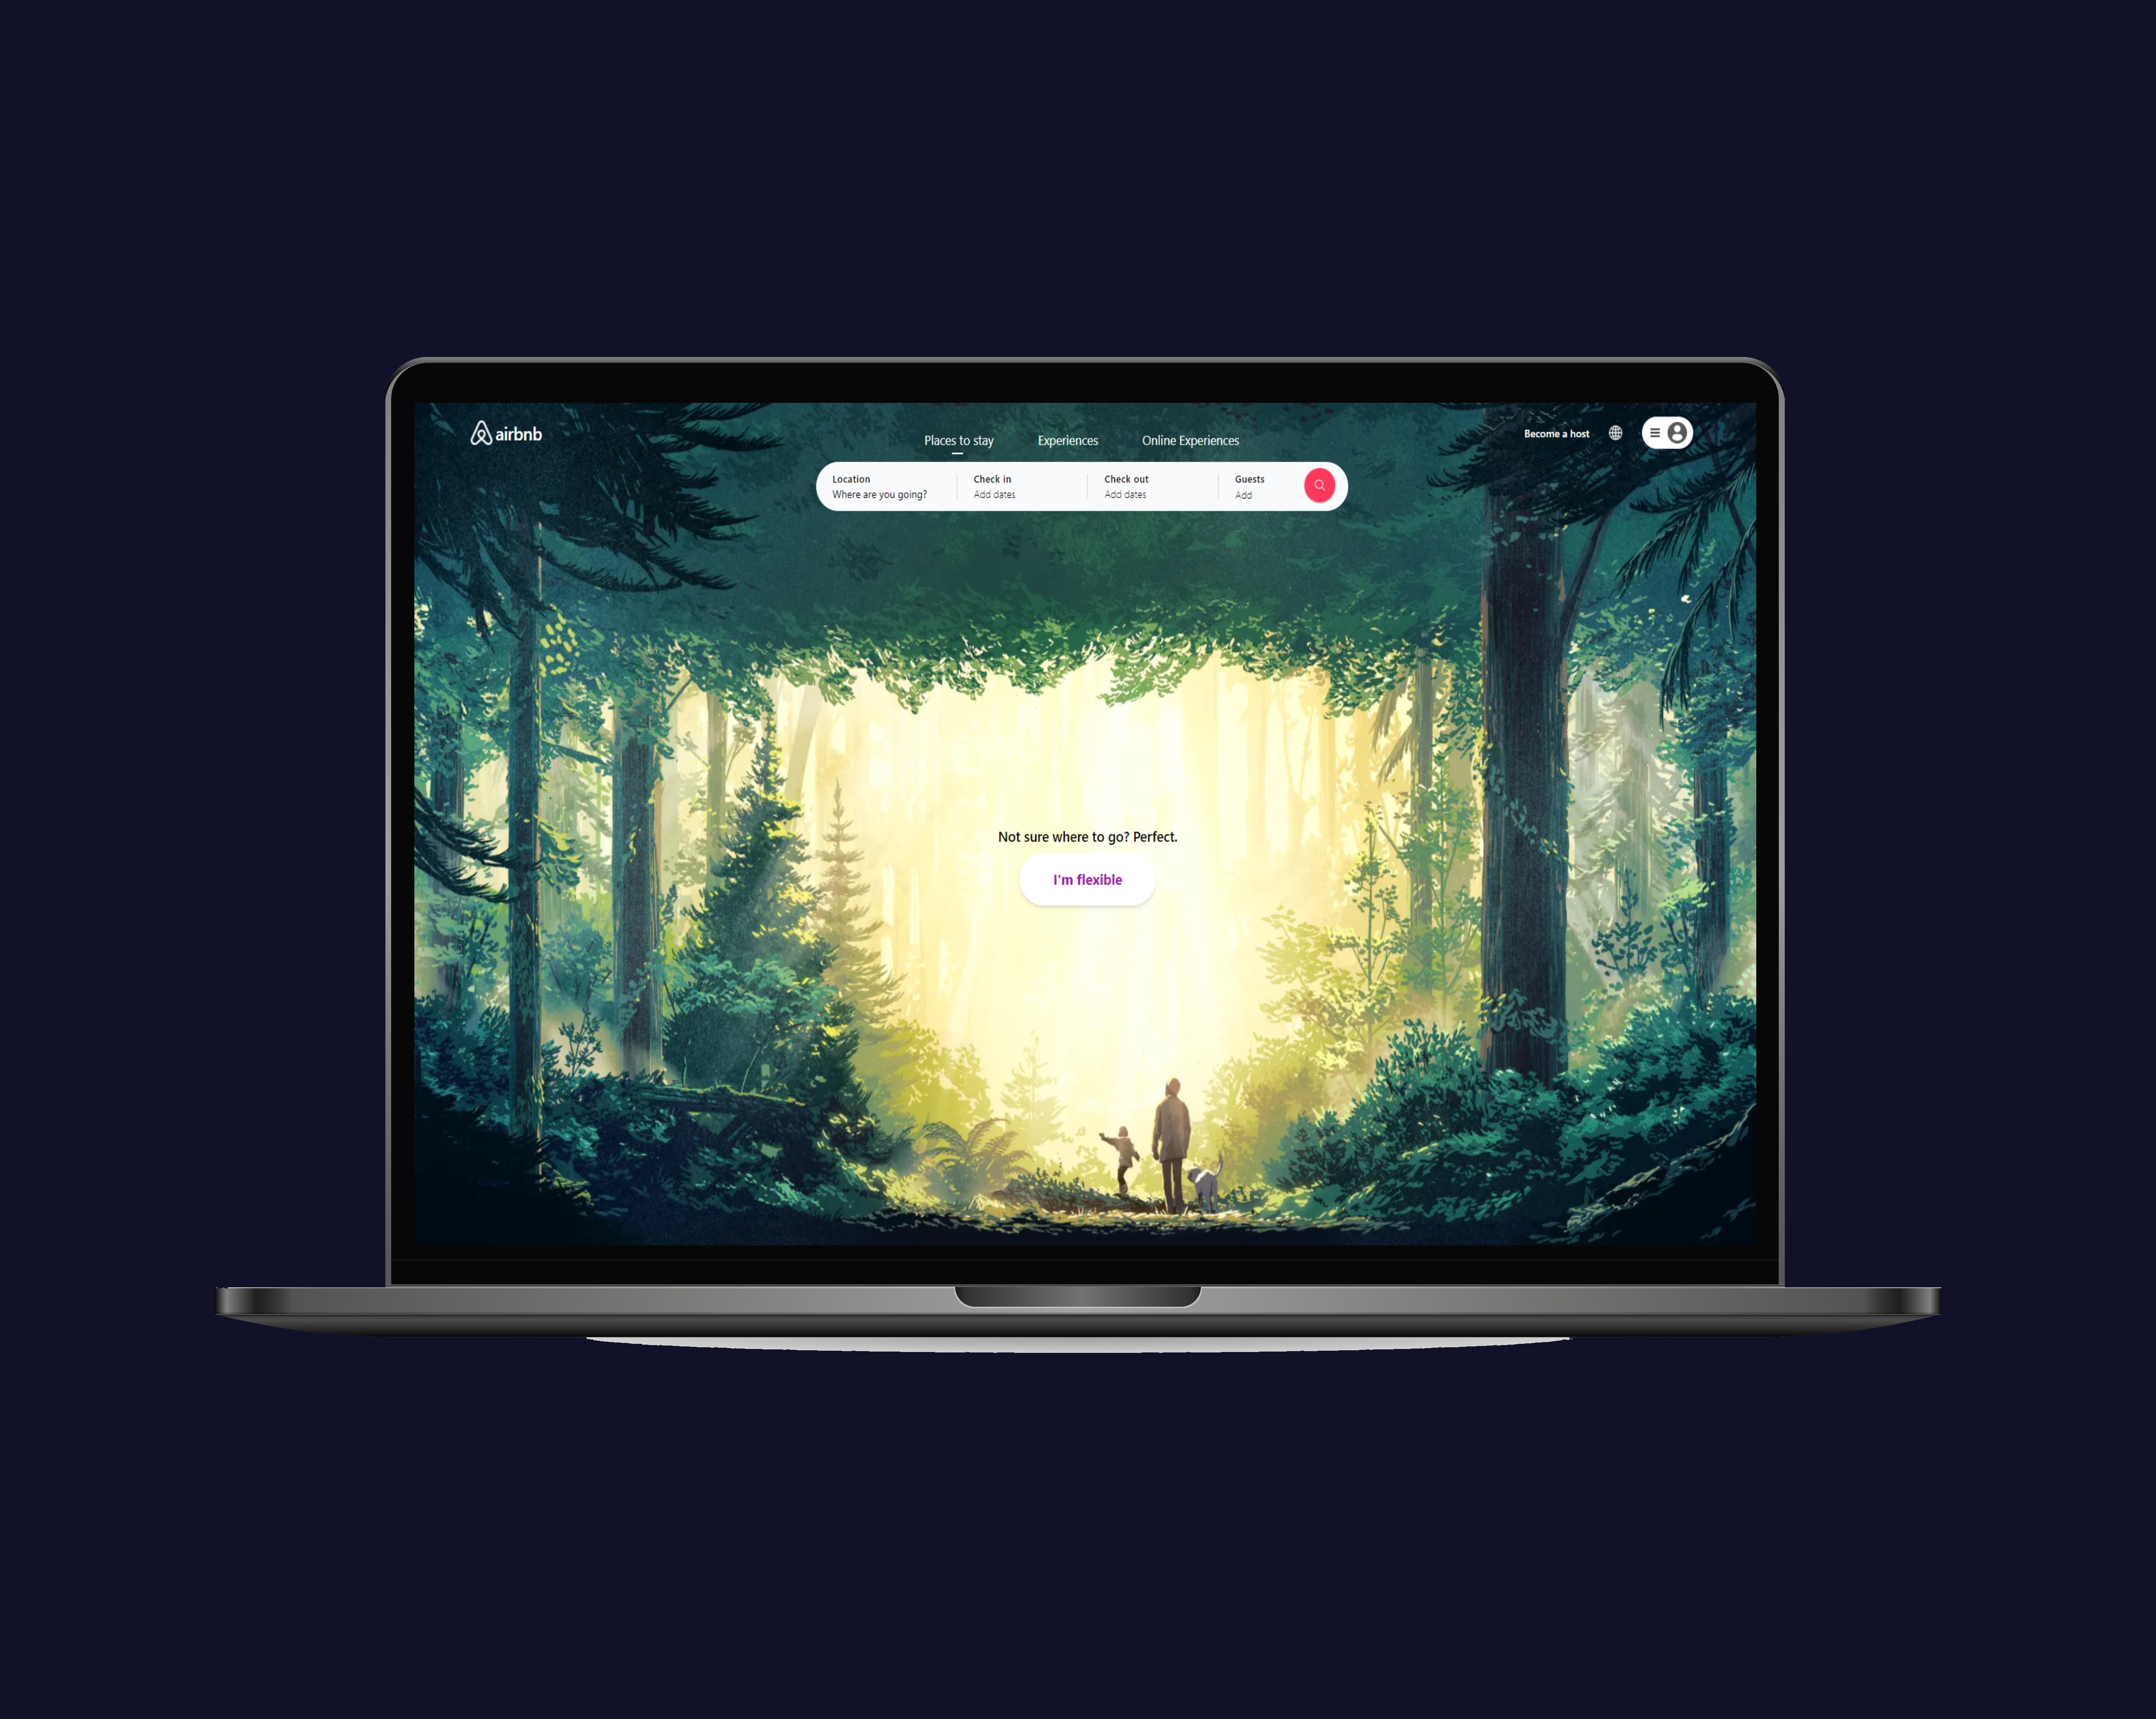 airbnb
Places to stay Experiences Online Experiences
Become a host
Location Check in Check out Guests
Where are you going? Add dates Add dates Add
Not sure where to go? Perfect.
I'm flexible